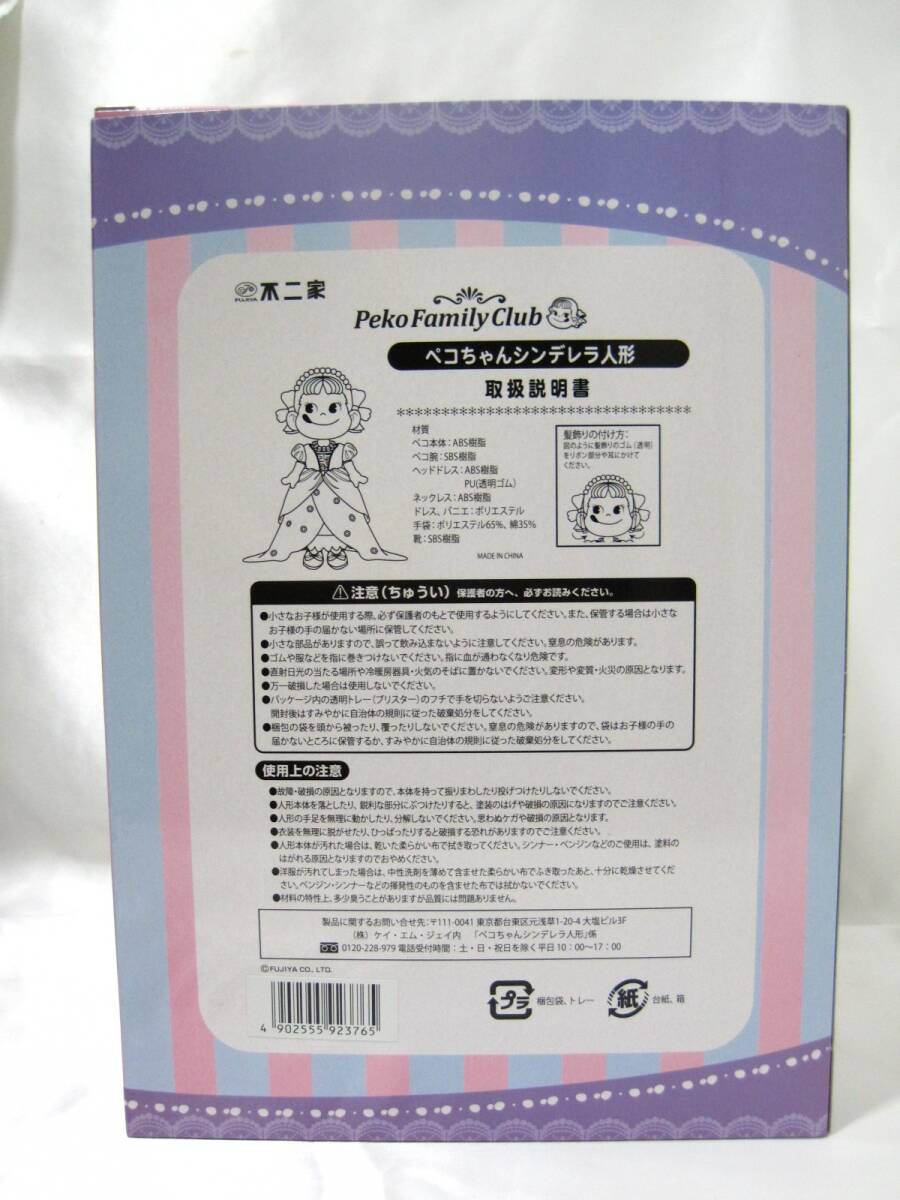 FUJIYA 不二家
Peko Family Club
ペコちゃんシンデレラ人形
取扱説明書
********************************
材質
ペコ本体：ABS樹脂
ペコ腕：SBS樹脂
ヘッドドレス：ABS樹脂
PU(透明ゴム)
ネックレス：ABS樹脂
ドレス、パニエ：ポリエステル
手袋：ポリエステル65%、綿35%
靴：SBS樹脂
MADE IN CHINA
髪飾りの付け方：
図のように髪飾りのゴム（透明）
をリボン部分や耳にかけて
ください。
⚠注意（ちゅうい）保護者の方へ、必ずお読みください。
●小さなお子様が使用する際、必ず保護者のもとで使用するようにしてください。また、保管する場合は小さな
お子様の手の届かない場所に保管してください。
●小さな部品がありますので、誤って飲み込まないように注意してください。窒息の危険があります。
●ゴムや服などを指に巻きつけないでください。指に血が通わなくなり危険です。
●直射日光の当たる場所や冷暖房器具・火気のそばに置かないでください。変形や変質・火災の原因となります。
●万一破損した場合は使用しないでください。
●パッケージ内の透明トレー（ブリスター）のフチで手を切らないようご注意ください。
開封後はすみやかに自治体の規則に従った破棄処分をしてください。
●梱包の袋を頭から被ったり、覆ったりしないでください。窒息の危険がありますので、袋はお子様の手の
届かないところに保管するか、すみやかに自治体の規則に従った破棄処分をしてください。
使用上の注意
●故障・破損の原因となりますので、本体を持って振りまわしたり投げつけたりしないでください。
●人形本体を落としたり、鋭利な部分にぶつけたりすると、塗装のはげや破損の原因になりますのでご注意ください。
●人形の手足を無理に動かしたり、分解しないでください。思わぬケガや破損の原因となります。
●衣装を無理に脱がせたり、ひっぱったりすると破損する恐れがありますのでご注意ください。
●人形本体が汚れた場合は、乾いた柔らかい布で拭き取ってください。シンナー・ベンジンなどのご使用は、塗料の
はがれる原因となりますのでおやめください。
●洋服が汚れてしまった場合は、中性洗剤を薄めて含ませた柔らかい布でふき取ったあと、十分に乾燥させてくだ
さい。ベンジン・シンナーなどの揮発性のものを含ませた布では拭かないでください。
●材料の特性上、多少臭うことがありますが品質には問題ありません。
製品に関するお問い合せ先：〒111-0041 東京都台東区元浅草1-20-4 大塩ビル3F
（株）ケイ・エム・ジェイ内 「ペコちゃんシンデレラ人形」係
0120-228-979 電話受付時間：土・日・祝日を除く平日10：00〜17：00
©FUJIYA CO., LTD.
4 902555 923765
プラ 梱包袋、トレー
紙 台紙、箱